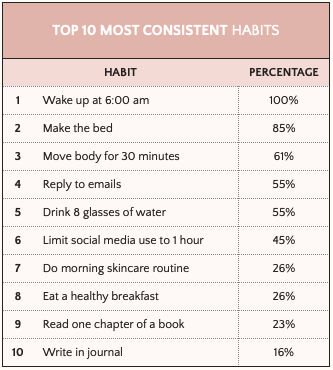 TOP 10 MOST CONSISTENT HABITS
HABIT PERCENTAGE
1 Wake up at 6:00 am 100%
2 Make the bed 85%
3 Move body for 30 minutes 61%
4 Reply to emails 55%
5 Drink 8 glasses of water 55%
6 Limit social media use to 1 hour 45%
7 Do morning skincare routine 26%
8 Eat a healthy breakfast 26%
9 Read one chapter of a book 23%
10 Write in journal 16%